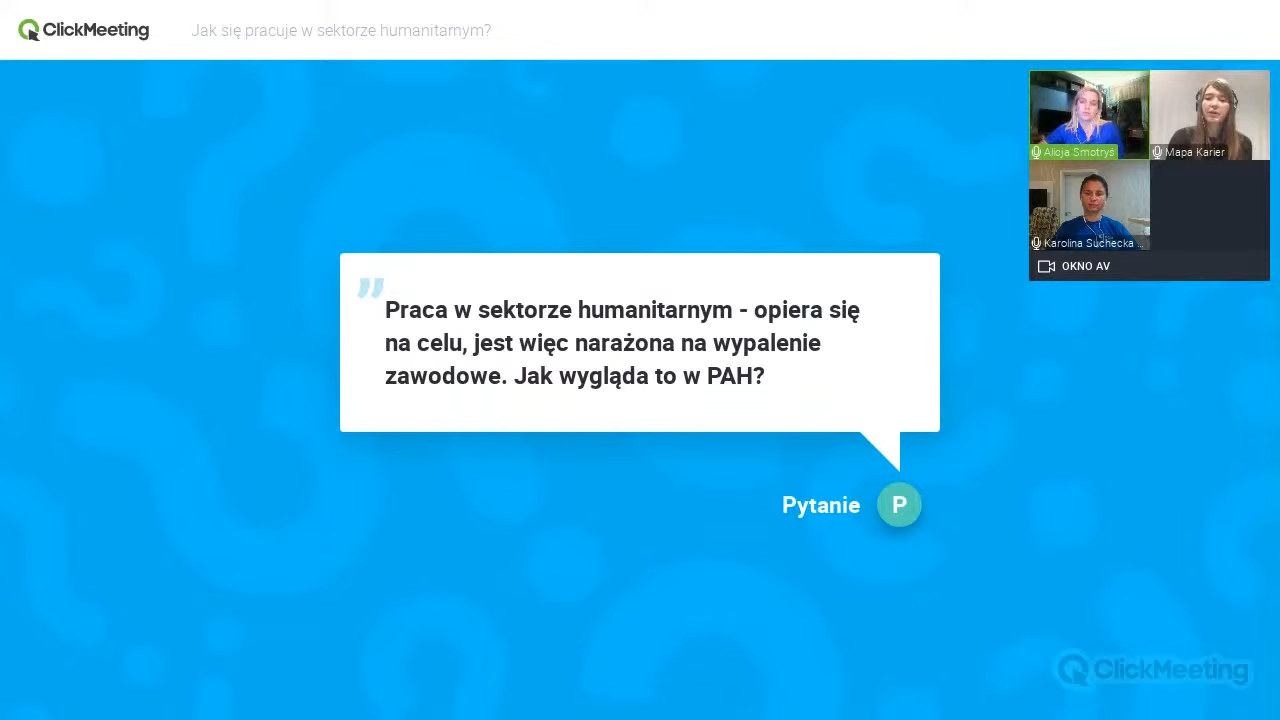 ClickMeeting
Jak się pracuje w sektorze humanitarnym?
Alicja Smotryś
Mapa Karier
Karolina Suchecka ...
OKNO AV
Praca w sektorze humanitarnym - opiera się
na celu, jest więc narażona na wypalenie
zawodowe. Jak wygląda to w PAH?
Pytanie
P
ClickMeeting